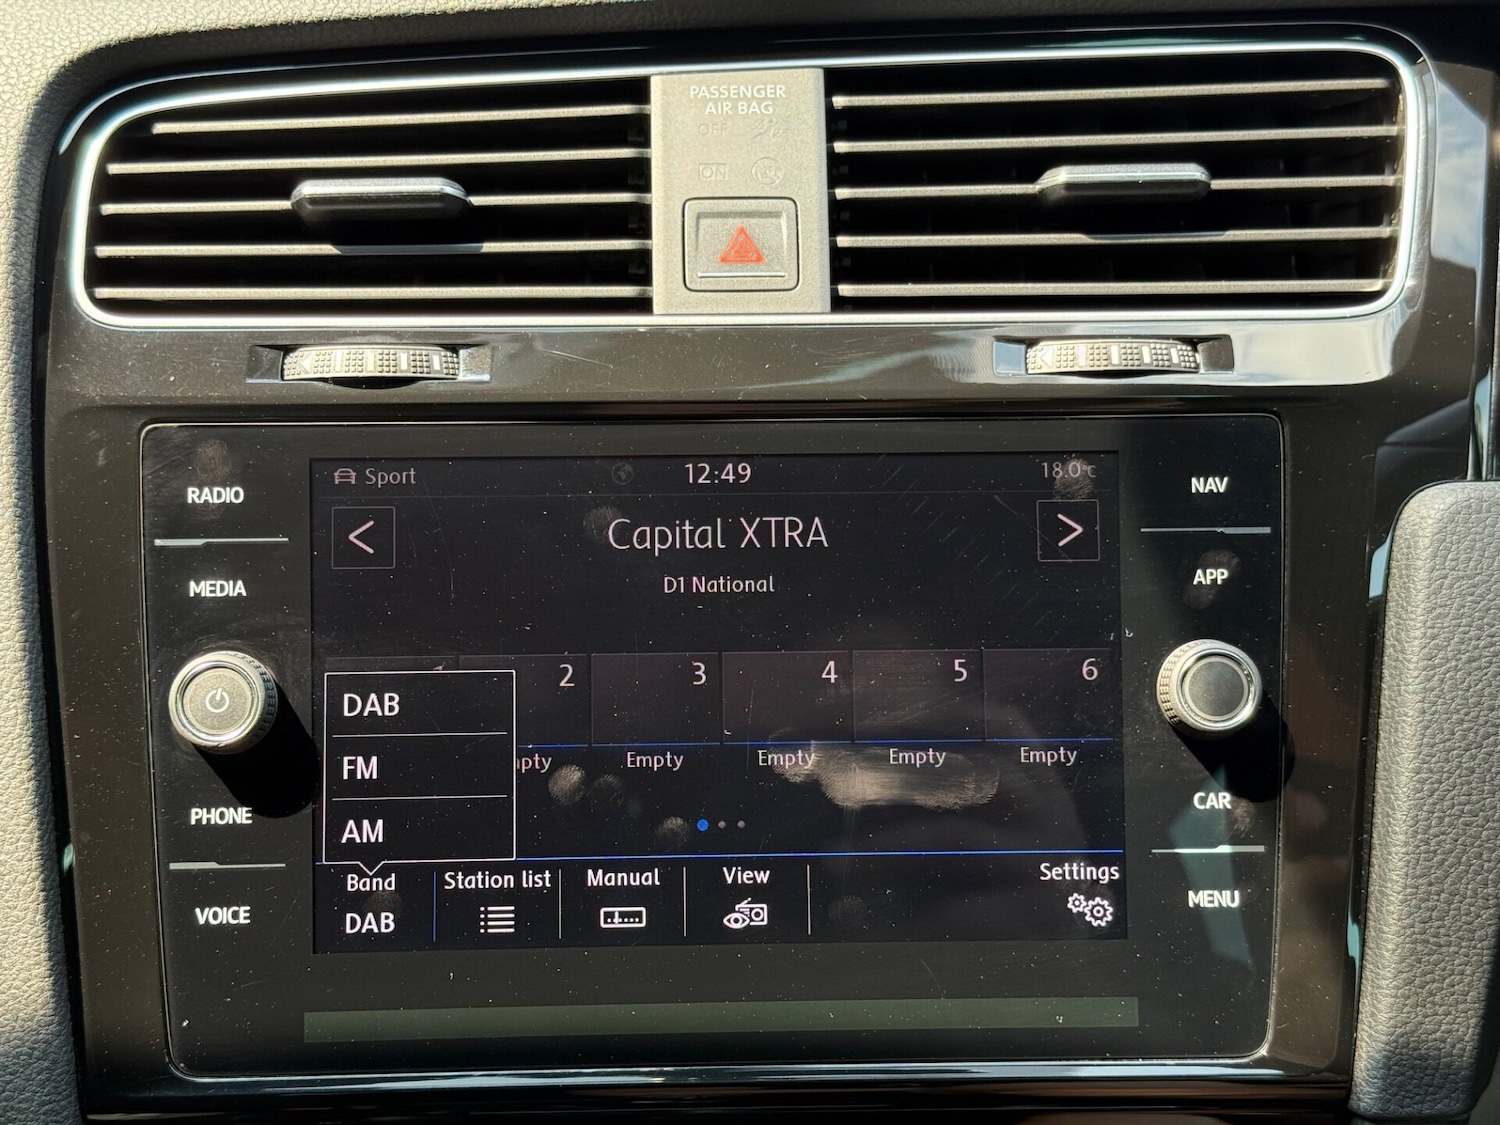 PASSENGER
AIR BAG
OFF
ON
RADIO
MEDIA
PHONE
VOICE
Sport
12:49
18.0°C
<
Capital XTRA
>
D1 National
2
3
4
5
6
Empty
Empty
Empty
Empty
DAB
FM
AM
Band
DAB
Station list
Manual
View
Settings
NAV
APP
CAR
MENU